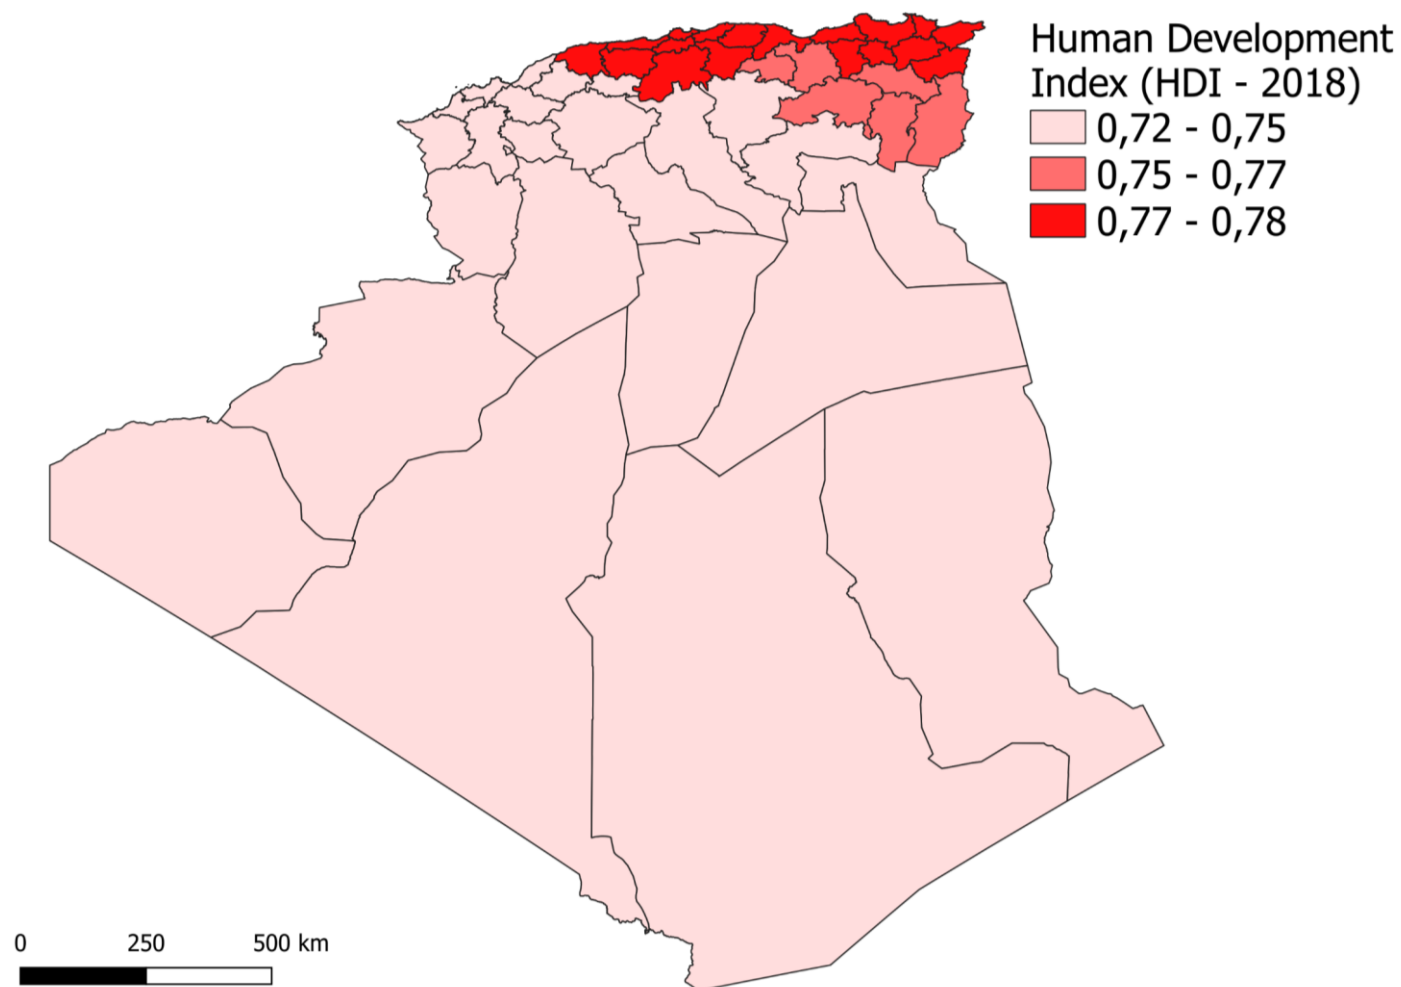 Human Development
Index (HDI - 2018)
0,72 - 0,75
0,75 - 0,77
0,77 - 0,78
0 250 500 km